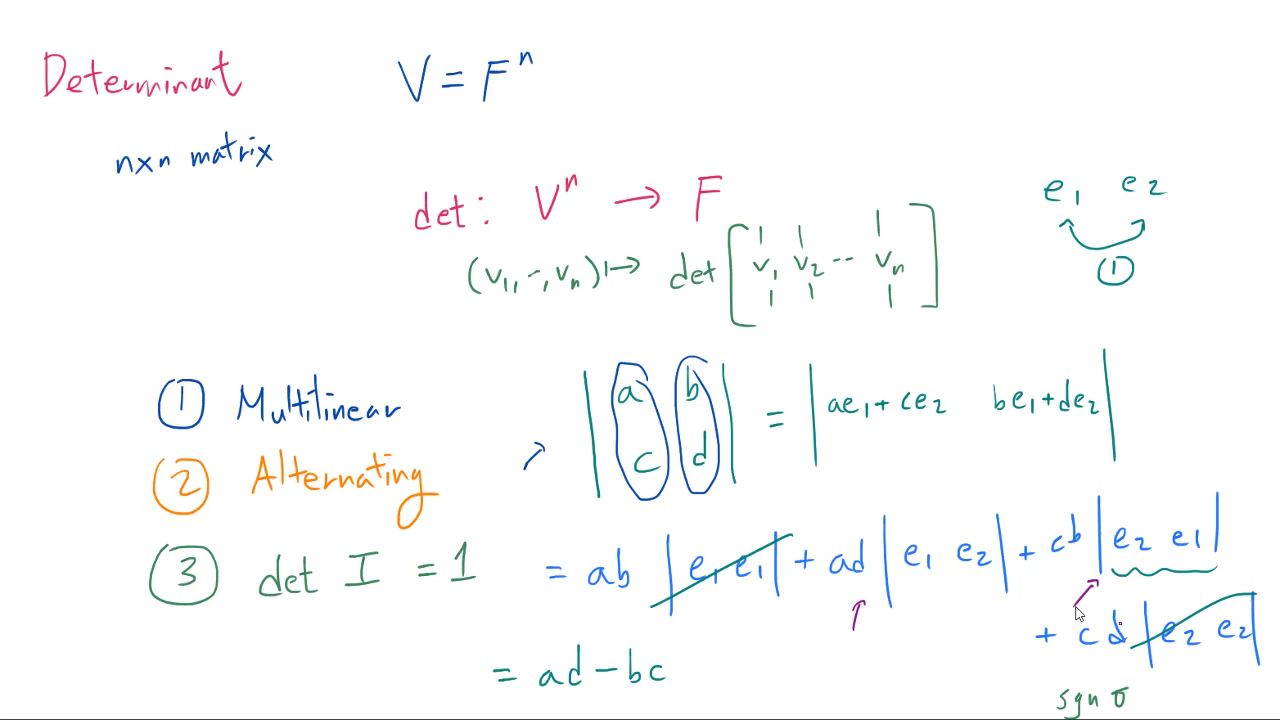 Determinant
V = Fⁿ
n×n matrix
det: Vⁿ → F
(v₁, –, vₙ) ↦ det [v₁ v₂ -- vₙ]
e₁ e₂
①
① Multilinear
② Alternating
③ det I = 1
|a b|
|c d|
= |ae₁ + ce₂ be₁ + de₂|
= ab |e₁ e₁| + ad |e₁ e₂| + cb |e₂ e₁|
+ cd |e₂ e₂|
= ad – bc
sgn σ